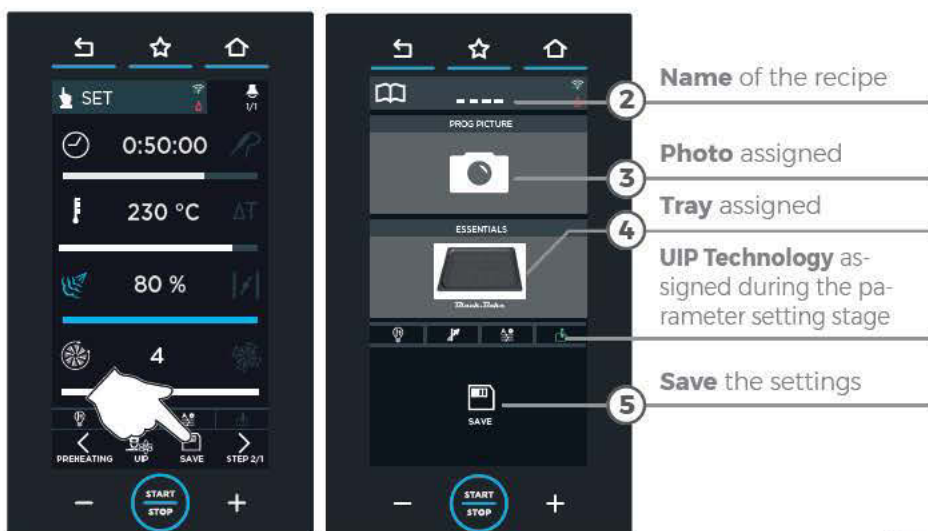 SET
1/1
0:50:00
230 °C
ΔT
80 %
4
PREHEATING
UIP
SAVE
STEP 2/1
START
STOP
− +
PROG PICTURE
ESSENTIALS
Black.Bake
SAVE
START
STOP
− +
2
Name of the recipe
3
Photo assigned
4
Tray assigned
UIP Technology as-
signed during the pa-
rameter setting stage
5
Save the settings